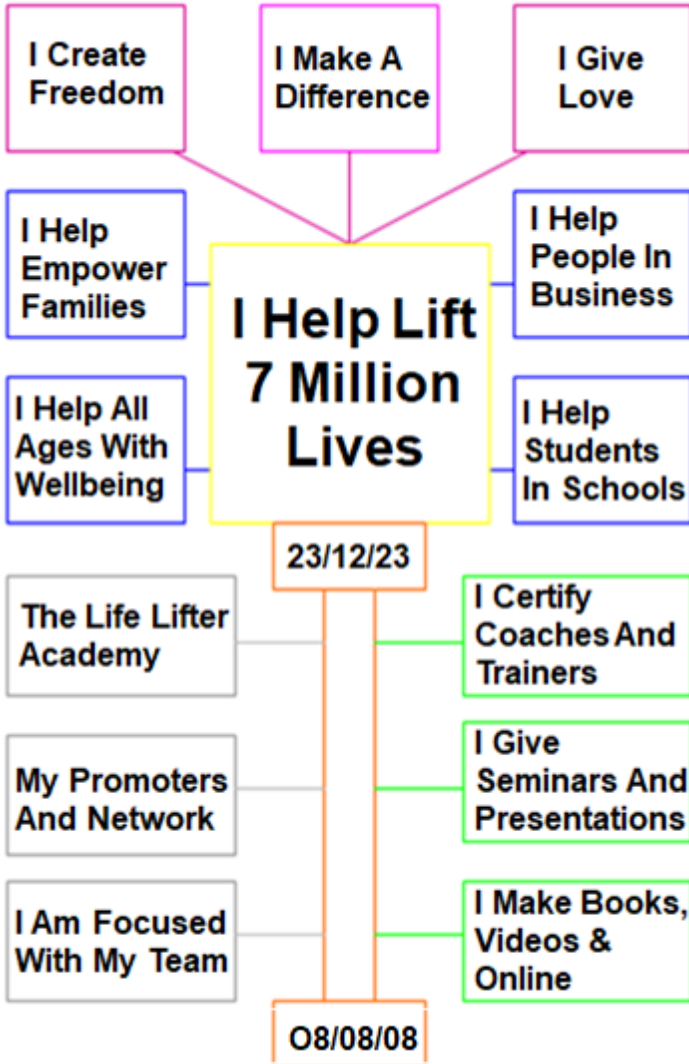 I Create
Freedom
I Make A
Difference
I Give
Love
I Help
Empower
Families
I Help
People In
Business
I Help Lift
7 Million
Lives
I Help All
Ages With
Wellbeing
I Help
Students
In Schools
23/12/23
The Life Lifter
Academy
I Certify
Coaches And
Trainers
My Promoters
And Network
I Give
Seminars And
Presentations
I Am Focused
With My Team
I Make Books,
Videos &
Online
O8/08/08